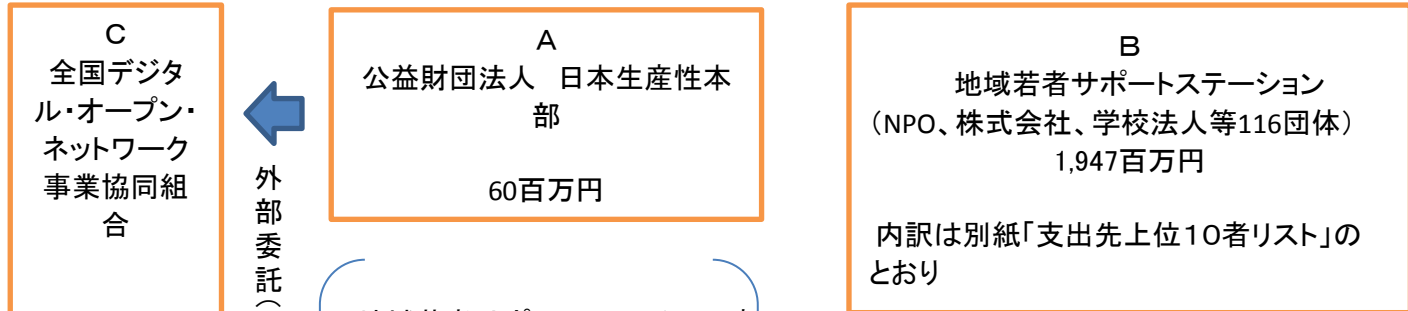 C
全国デジタ
ル・オープン・
ネットワーク
事業協同組
合
外部委託(
A
公益財団法人　日本生産性本
部
60百万円
B
地域若者サポートステーション
(NPO、株式会社、学校法人等116団体)
1,947百万円
内訳は別紙「支出先上位10者リスト」の
とおり